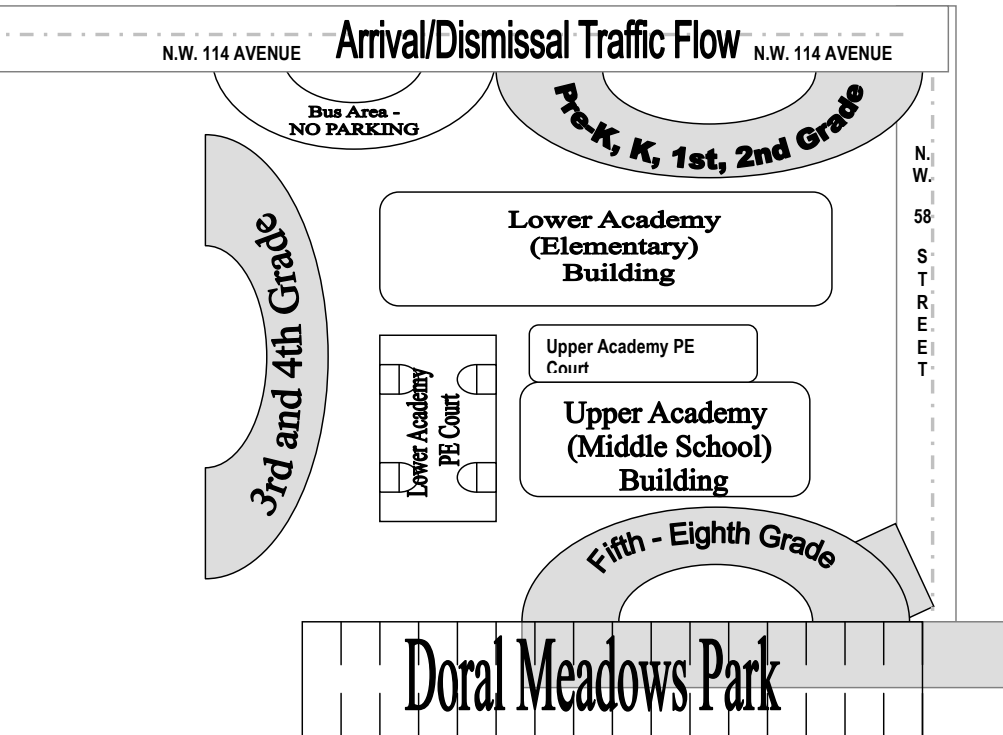 Arrival/Dismissal Traffic Flow
N.W. 114 AVENUE
N.W. 114 AVENUE
Bus Area -
NO PARKING
Pre-K, K, 1st, 2nd Grade
N.
W.
58
S
T
R
E
E
T
3rd and 4th Grade
Lower Academy
(Elementary)
Building
Upper Academy PE
Court
Lower Academy
PE Court
Upper Academy
(Middle School)
Building
Fifth - Eighth Grade
Doral Meadows Park